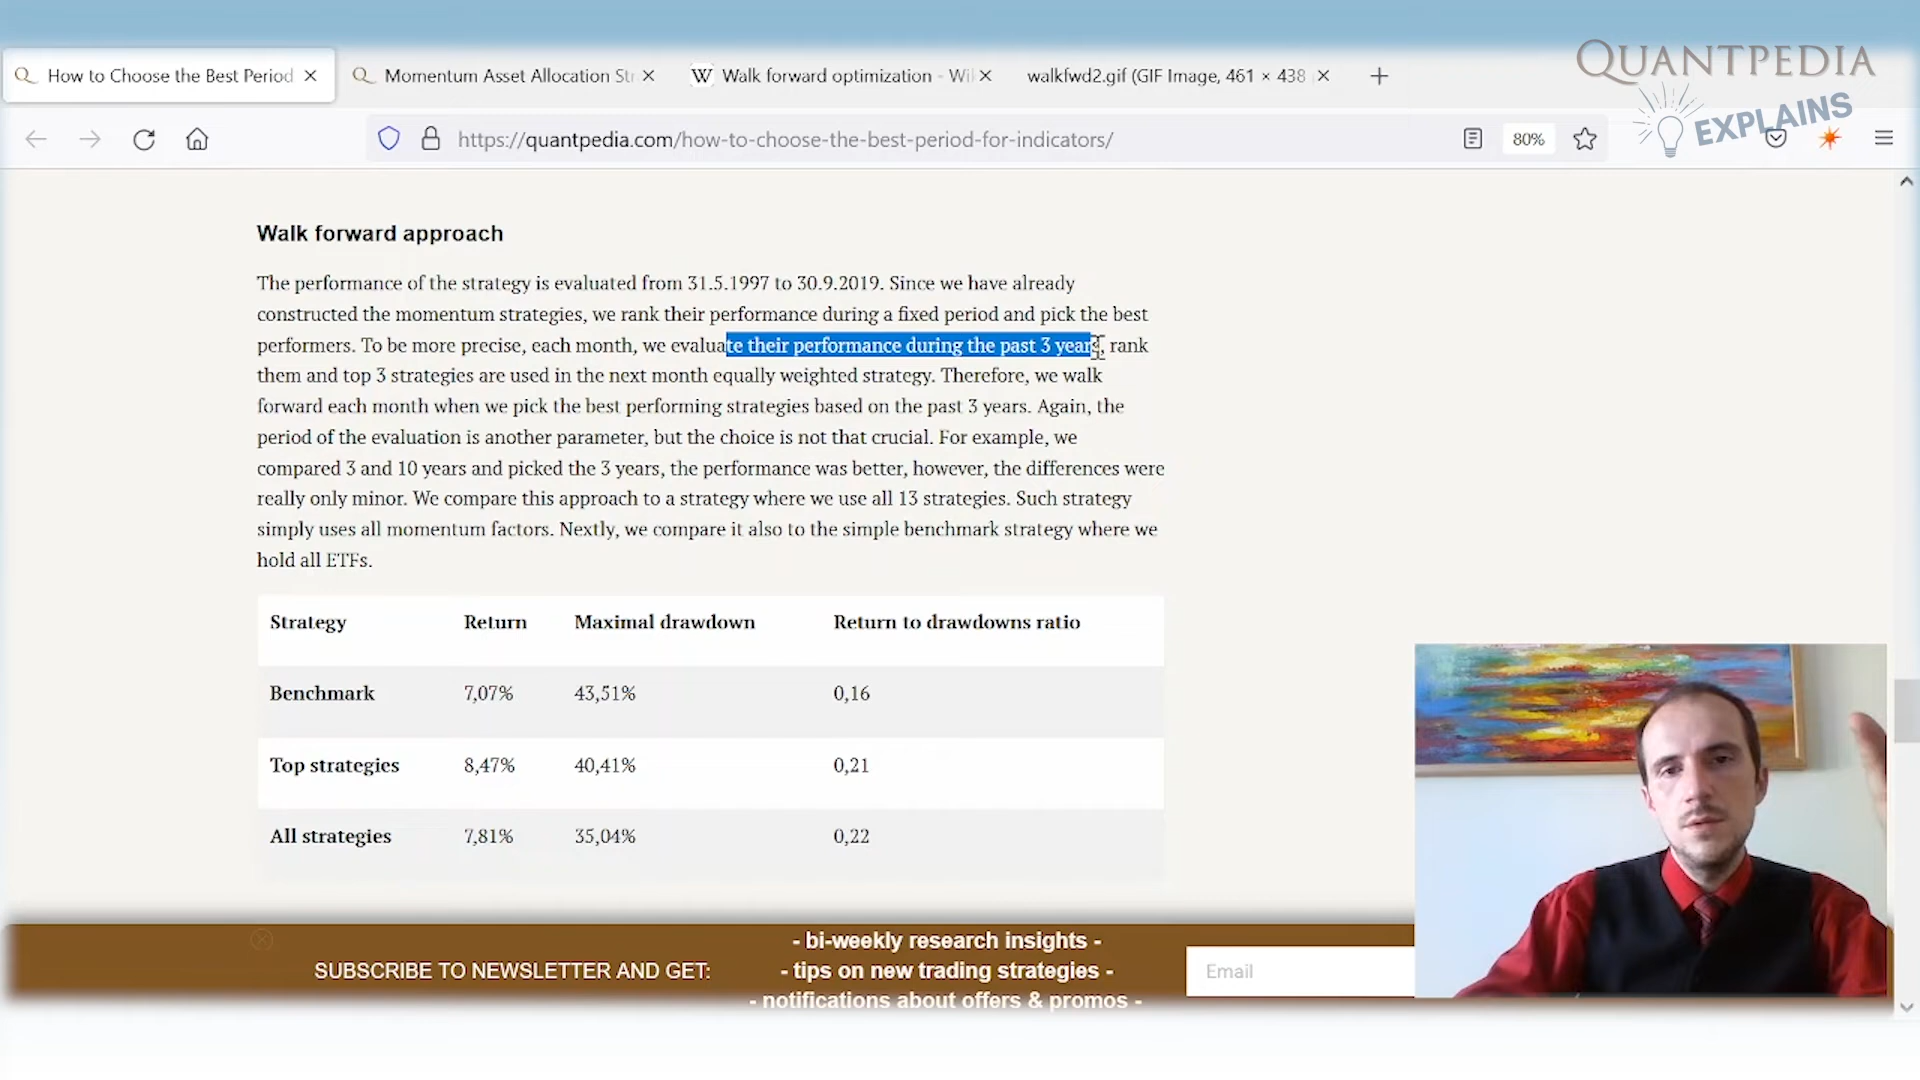 QUANTPEDIA
EXPLAINS
How to Choose the Best Period
Momentum Asset Allocation St
W Walk forward optimization - Wi
walkfwd2.gif (GIF Image, 461 × 438
https://quantpedia.com/how-to-choose-the-best-period-for-indicators/
80%
Walk forward approach
The performance of the strategy is evaluated from 31.5.1997 to 30.9.2019. Since we have already
constructed the momentum strategies, we rank their performance during a fixed period and pick the best
performers. To be more precise, each month, we evaluate their performance during the past 3 years, rank
them and top 3 strategies are used in the next month equally weighted strategy. Therefore, we walk
forward each month when we pick the best performing strategies based on the past 3 years. Again, the
period of the evaluation is another parameter, but the choice is not that crucial. For example, we
compared 3 and 10 years and picked the 3 years, the performance was better, however, the differences were
really only minor. We compare this approach to a strategy where we use all 13 strategies. Such strategy
simply uses all momentum factors. Nextly, we compare it also to the simple benchmark strategy where we
hold all ETFs.
Strategy Return Maximal drawdown Return to drawdowns ratio
Benchmark 7,07% 43,51% 0,16
Top strategies 8,47% 40,41% 0,21
All strategies 7,81% 35,04% 0,22
SUBSCRIBE TO NEWSLETTER AND GET:
- bi-weekly research insights -
- tips on new trading strategies -
- notifications about offers & promos -
Email